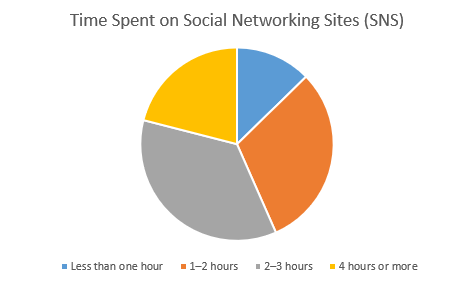 Time Spent on Social Networking Sites (SNS)
Less than one hour 1–2 hours 2–3 hours 4 hours or more